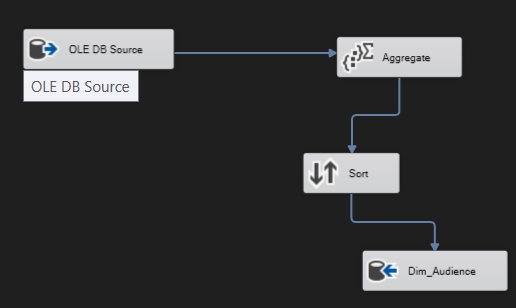 OLE DB Source
OLE DB Source
Aggregate
Sort
Dim_Audience